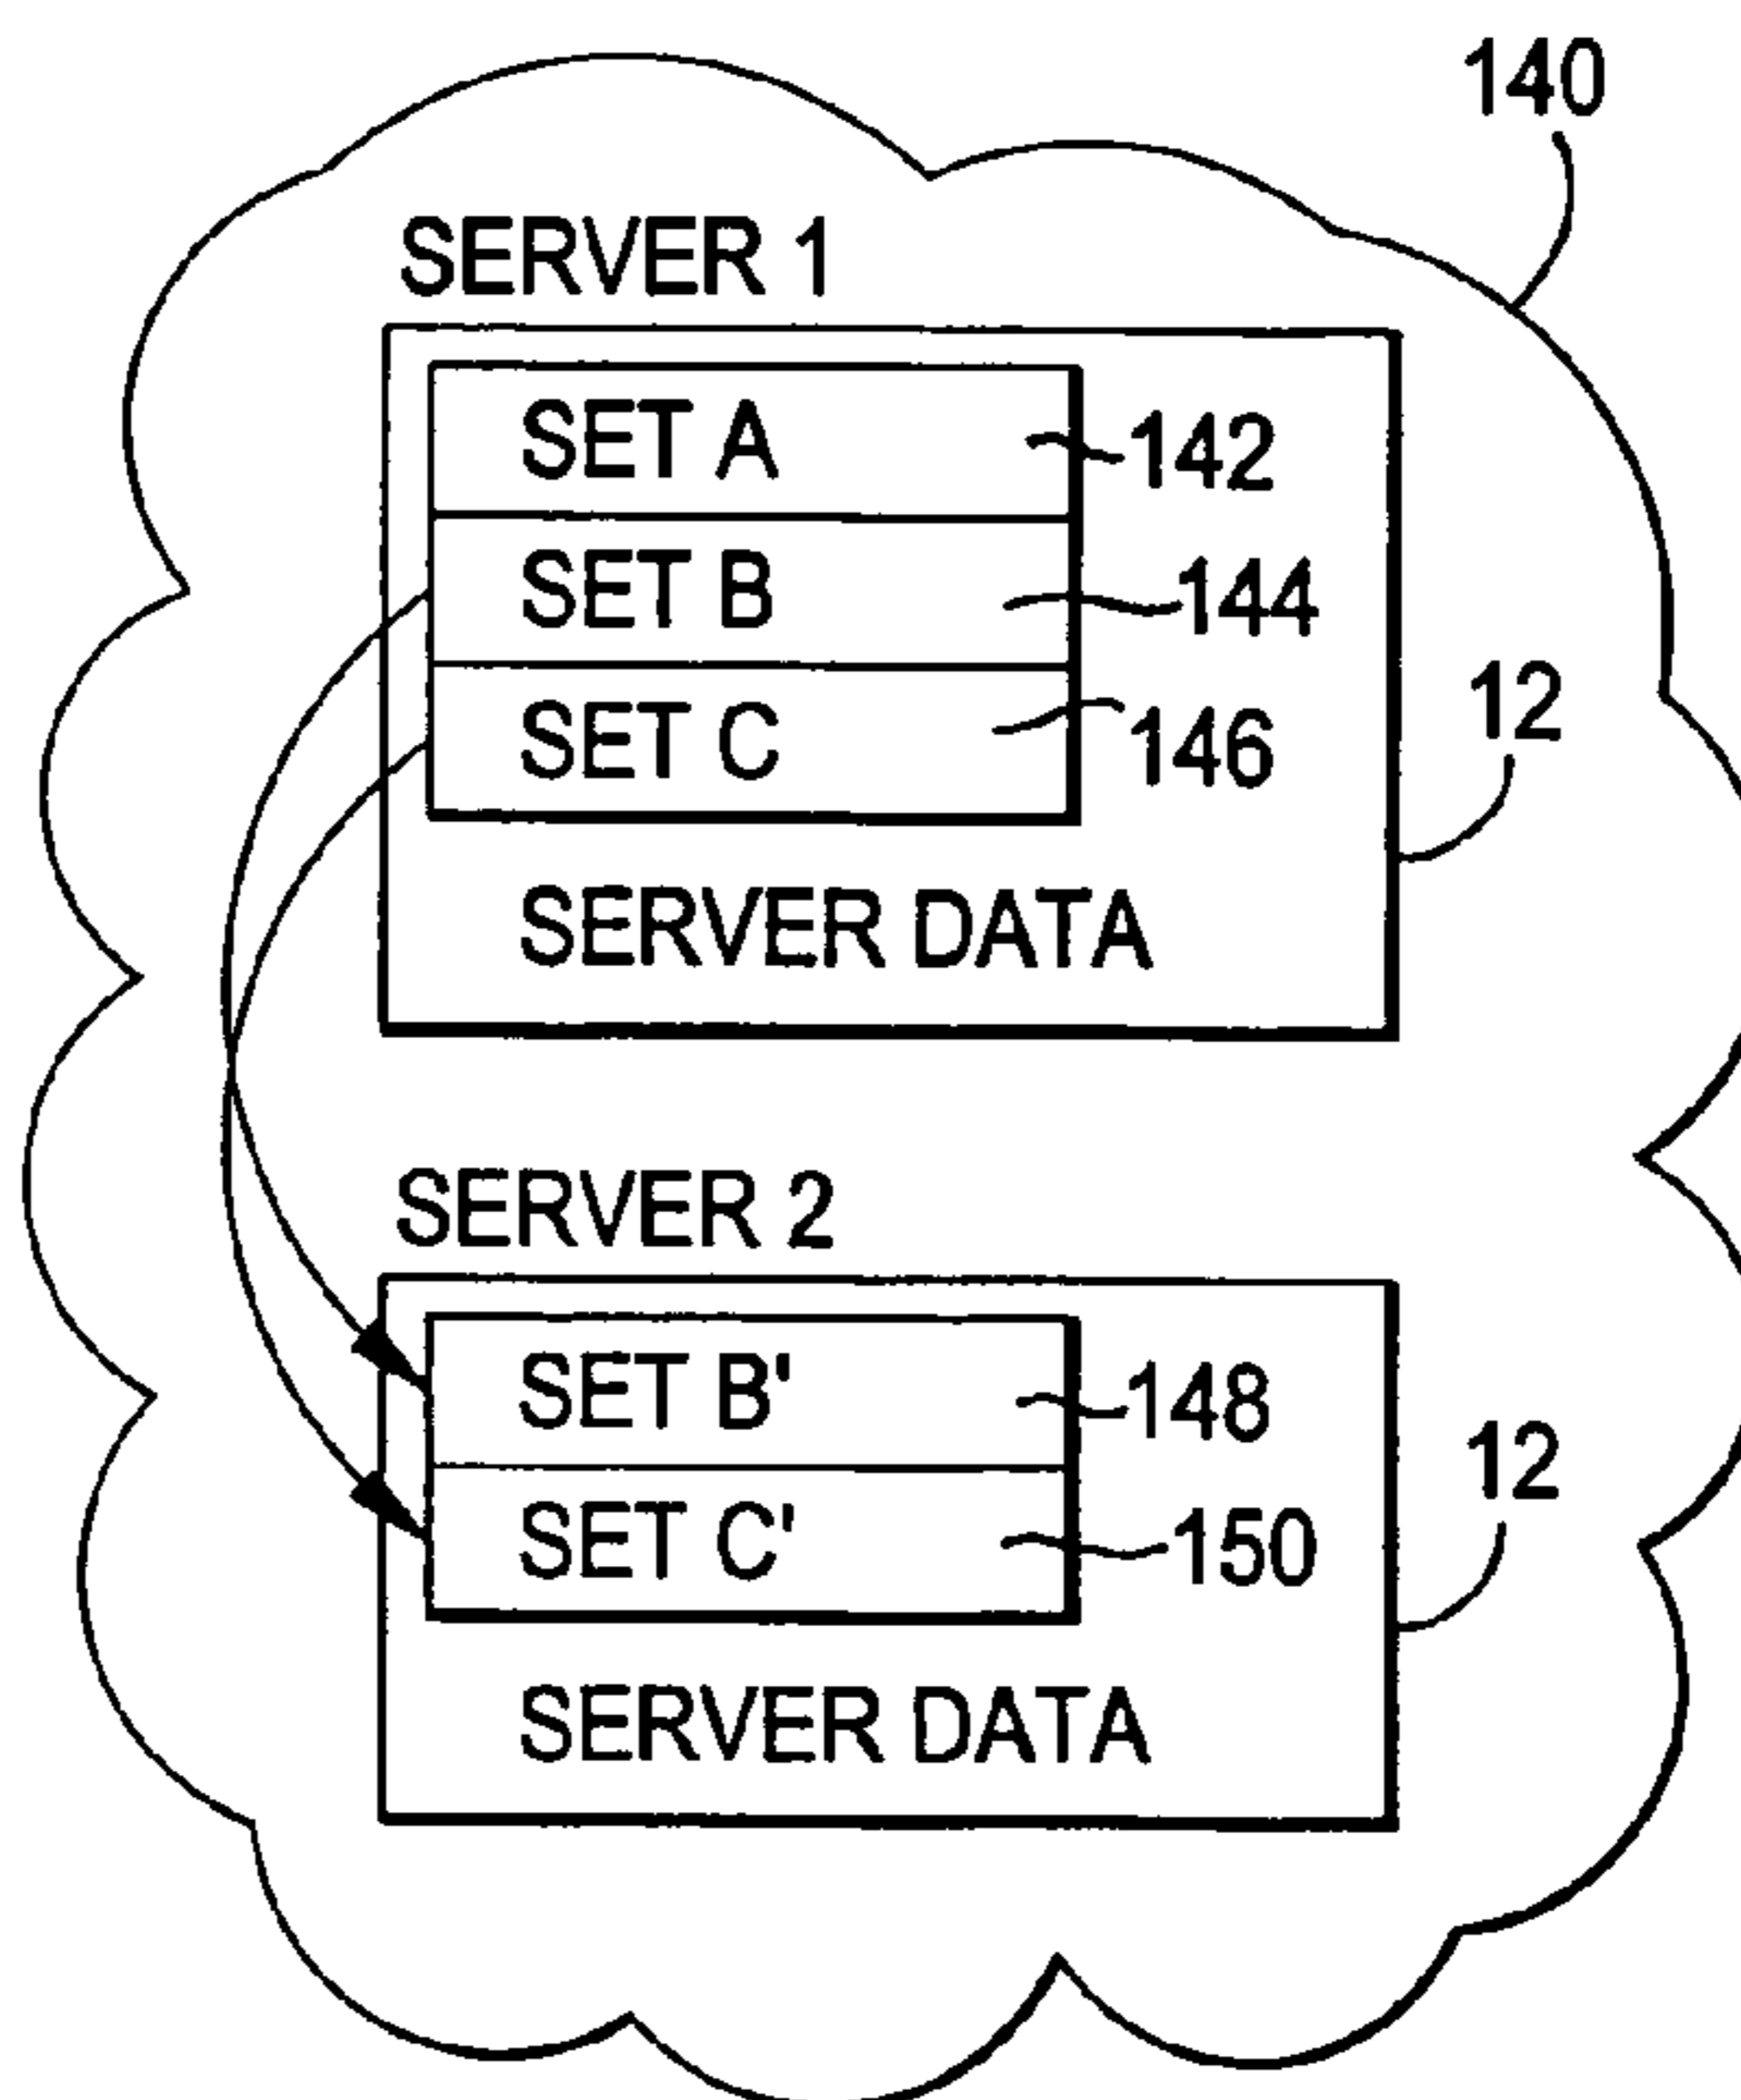 140
SERVER 1
SET A 142
SET B 144
SET C 146
12
SERVER DATA
SERVER 2
SET B' 148
12
SET C' 150
SERVER DATA